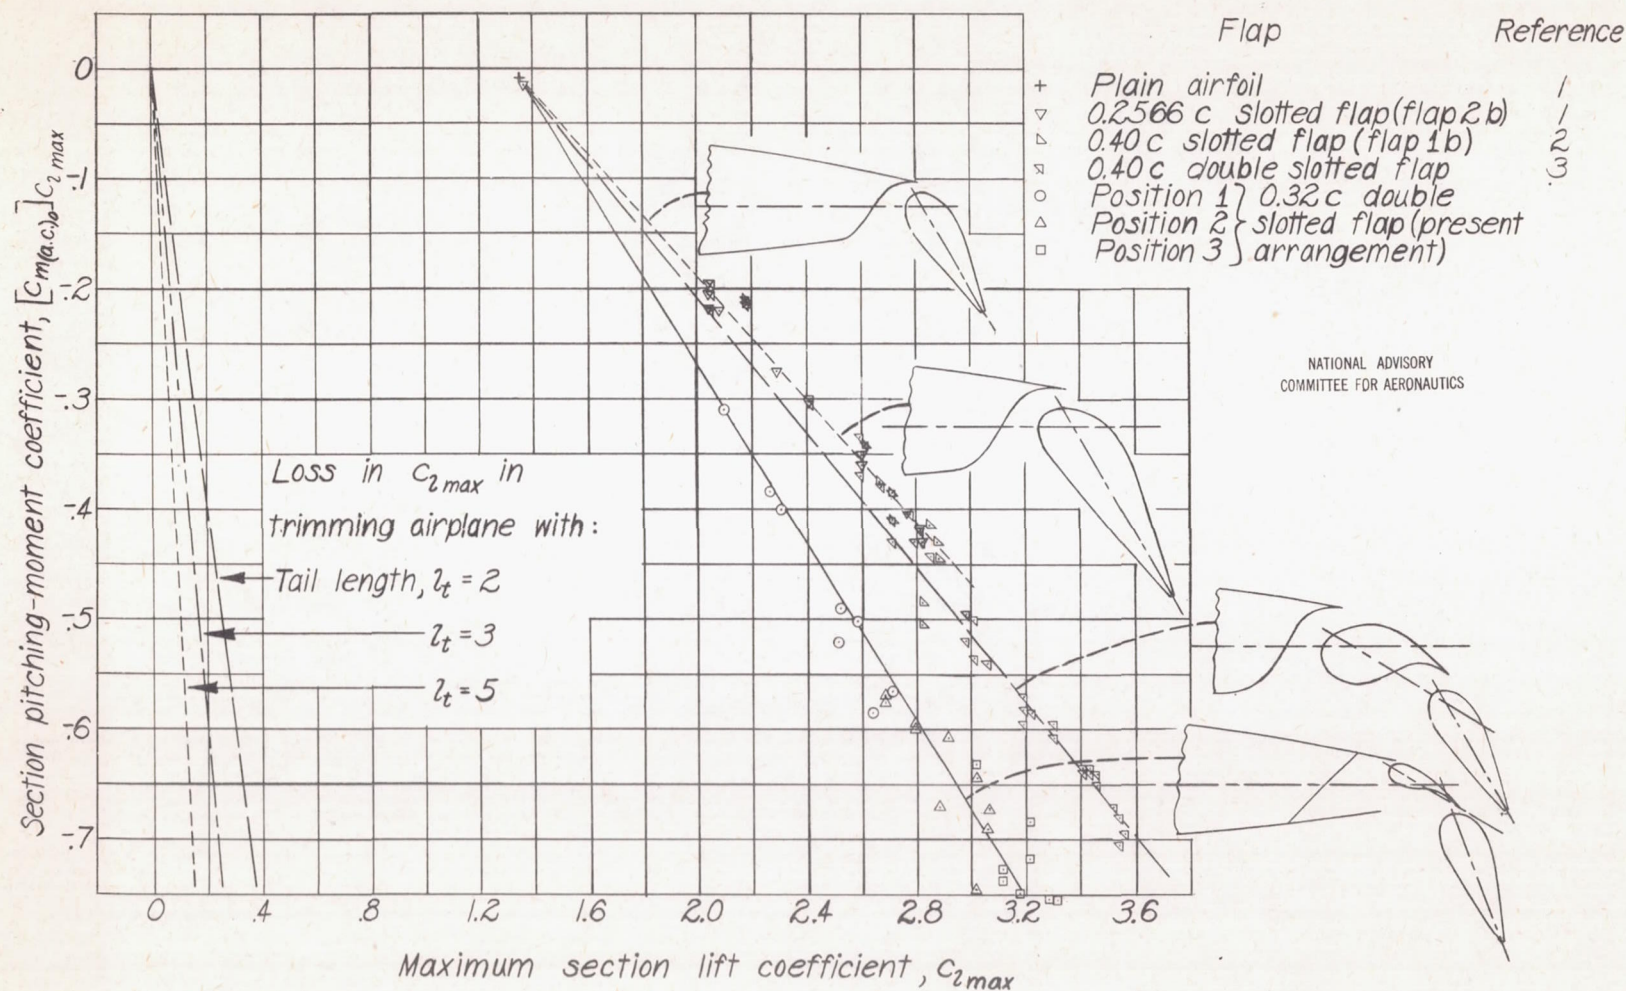 Flap Reference
+ Plain airfoil 1
▽ 0.2566 c slotted flap (flap 2 b) 1
◺ 0.40 c slotted flap (flap 1 b) 2
◹ 0.40 c double slotted flap 3
○ Position 1 } 0.32 c double
△ Position 2 } slotted flap (present
□ Position 3 } arrangement)
NATIONAL ADVISORY
COMMITTEE FOR AERONAUTICS
Section pitching-moment coefficient, [c_m(a.c.)_0]c_l max
0
-.1
-.2
-.3
-.4
-.5
-.6
-.7
Loss in c_l max in
trimming airplane with:
Tail length, l_t = 2
l_t = 3
l_t = 5
0 .4 .8 1.2 1.6 2.0 2.4 2.8 3.2 3.6
Maximum section lift coefficient, c_l max